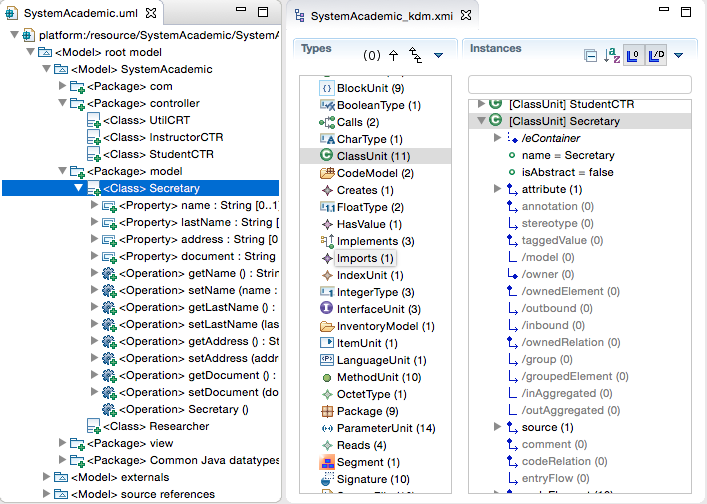 SystemAcademic.uml
platform:/resource/SystemAcademic/SystemA
<Model> root model
<Model> SystemAcademic
<Package> com
<Package> controller
<Class> UtilCRT
<Class> InstructorCTR
<Class> StudentCTR
<Package> model
<Class> Secretary
<Property> name : String [0..1]
<Property> lastName : String [
<Property> address : String [0
<Property> document : String [
<Operation> getName () : Strin
<Operation> setName (name :
<Operation> getLastName () :
<Operation> setLastName (las
<Operation> getAddress () : St
<Operation> setAddress (addr
<Operation> getDocument () :
<Operation> setDocument (do
<Operation> Secretary ()
<Class> Researcher
<Package> view
<Package> Common Java datatypes
<Model> externals
<Model> source references
SystemAcademic_kdm.xmi
Types
(0)
BlockUnit (9)
BooleanType (1)
Calls (2)
CharType (1)
ClassUnit (11)
CodeModel (2)
Creates (1)
FloatType (2)
HasValue (1)
Implements (3)
Imports (1)
IndexUnit (1)
IntegerType (3)
InterfaceUnit (3)
InventoryModel (1)
ItemUnit (1)
LanguageUnit (1)
MethodUnit (10)
OctetType (1)
Package (9)
ParameterUnit (14)
Reads (4)
Segment (1)
Signature (10)
Instances
[ClassUnit] StudentCTR
[ClassUnit] Secretary
/eContainer
name = Secretary
isAbstract = false
attribute (1)
annotation (0)
stereotype (0)
taggedValue (0)
/model (0)
/owner (0)
/ownedElement (0)
/outbound (0)
/inbound (0)
/ownedRelation (0)
/group (0)
/groupedElement (0)
/inAggregated (0)
/outAggregated (0)
source (1)
comment (0)
codeRelation (0)
entryFlow (0)